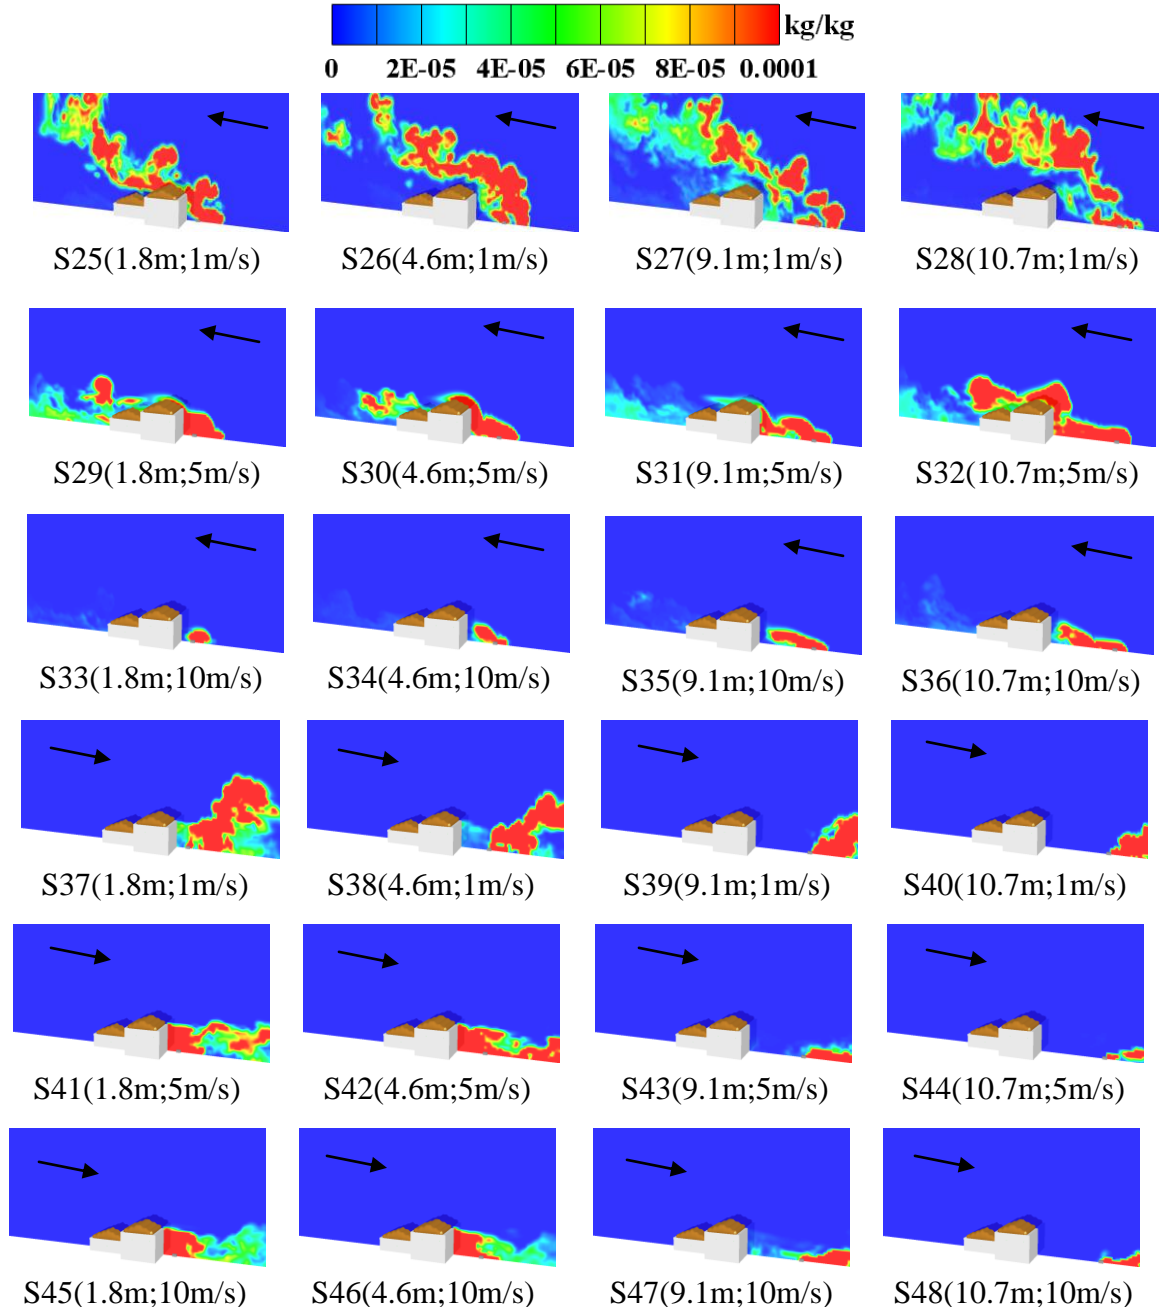 kg/kg
0 2E-05 4E-05 6E-05 8E-05 0.0001
S25(1.8m;1m/s) S26(4.6m;1m/s) S27(9.1m;1m/s) S28(10.7m;1m/s)
S29(1.8m;5m/s) S30(4.6m;5m/s) S31(9.1m;5m/s) S32(10.7m;5m/s)
S33(1.8m;10m/s) S34(4.6m;10m/s) S35(9.1m;10m/s) S36(10.7m;10m/s)
S37(1.8m;1m/s) S38(4.6m;1m/s) S39(9.1m;1m/s) S40(10.7m;1m/s)
S41(1.8m;5m/s) S42(4.6m;5m/s) S43(9.1m;5m/s) S44(10.7m;5m/s)
S45(1.8m;10m/s) S46(4.6m;10m/s) S47(9.1m;10m/s) S48(10.7m;10m/s)